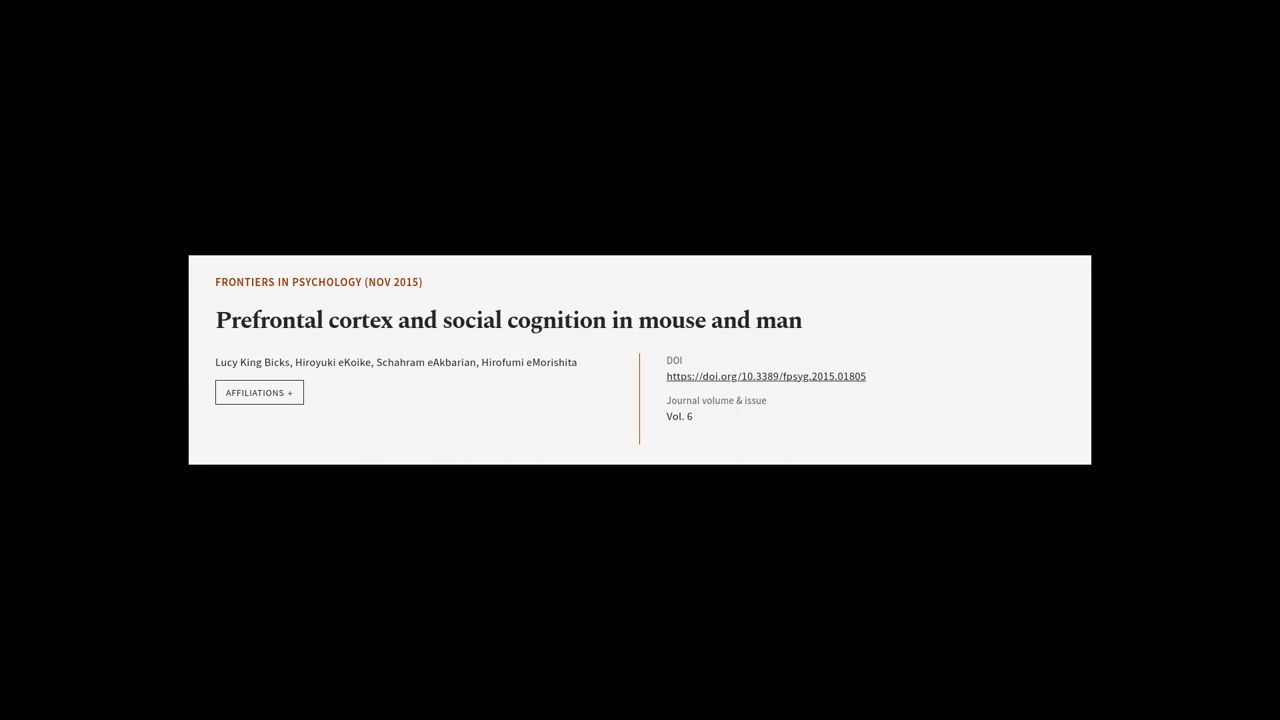 FRONTIERS IN PSYCHOLOGY (NOV 2015)
Prefrontal cortex and social cognition in mouse and man
Lucy King Bicks, Hiroyuki eKoike, Schahram eAkbarian, Hirofumi eMorishita
AFFILIATIONS +
DOI
https://doi.org/10.3389/fpsyg.2015.01805
Journal volume & issue
Vol. 6